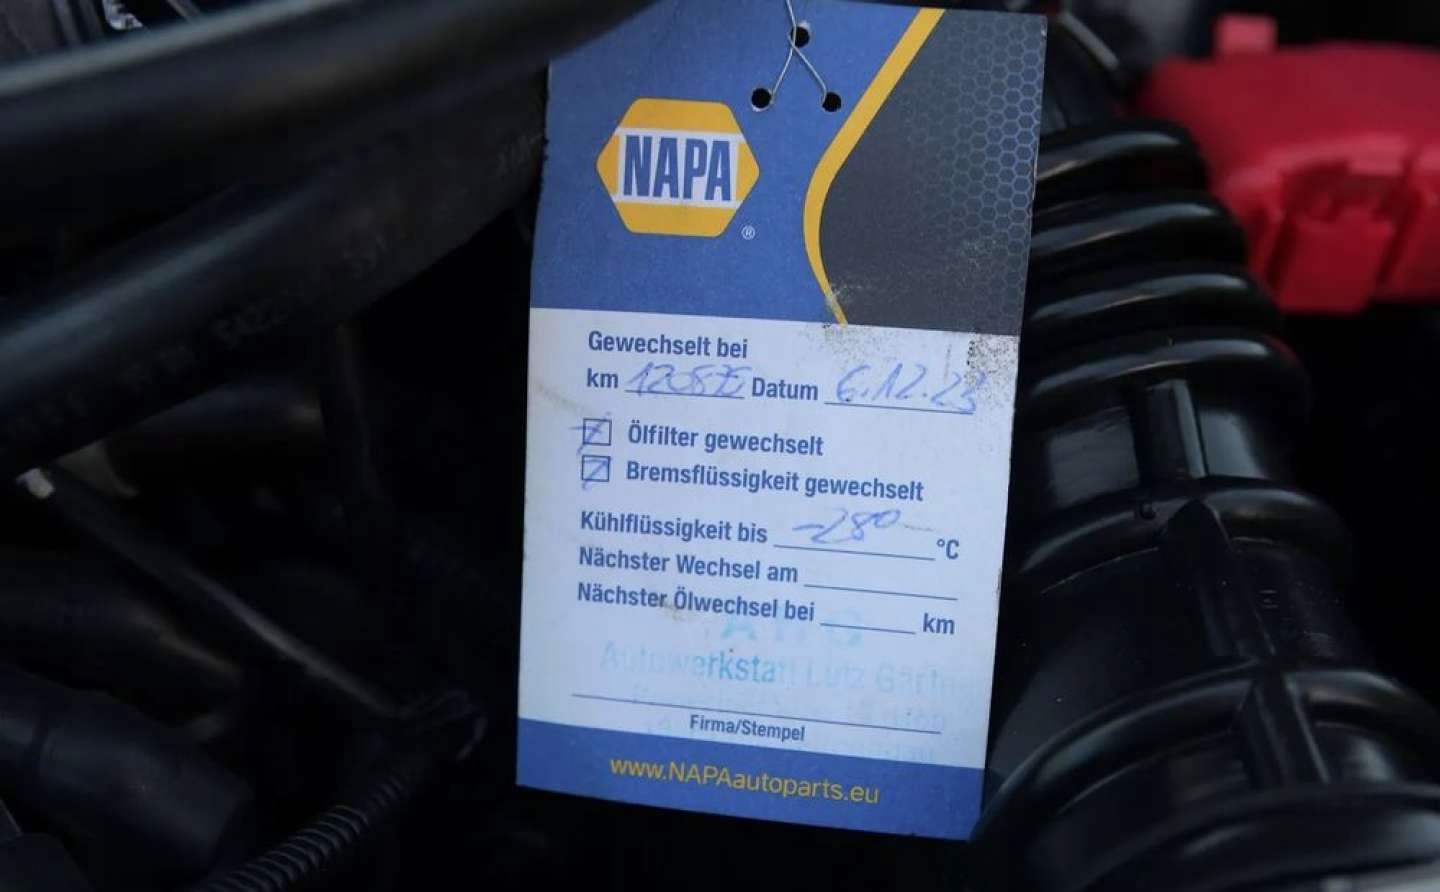 NAPA
®
Gewechselt bei
km 120870 Datum 6.12.23
Ölfilter gewechselt
Bremsflüssigkeit gewechselt
Kühlflüssigkeit bis -28° °C
Nächster Wechsel am
Nächster Ölwechsel bei km
Autowerkstatt Lutz
Firma/Stempel
www.NAPAautoparts.eu